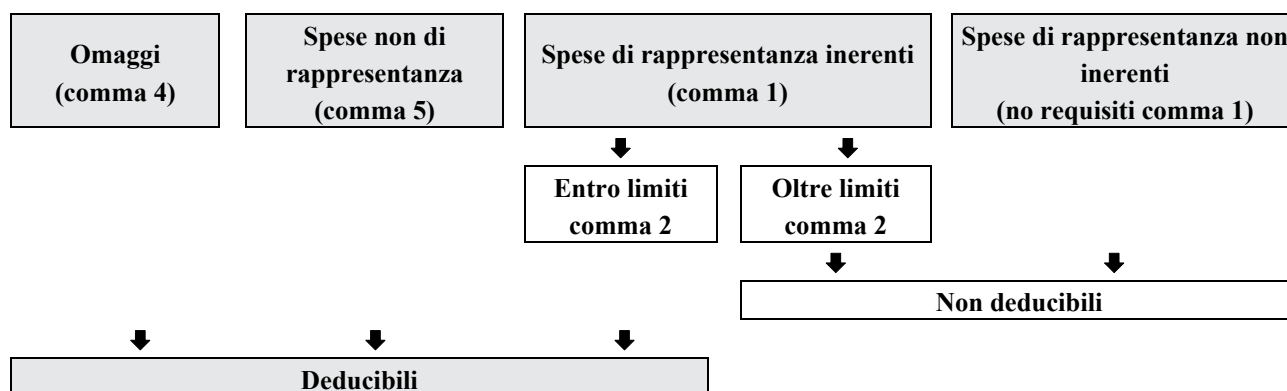 Omaggi
(comma 4)
Spese non di
rappresentanza
(comma 5)
Spese di rappresentanza inerenti
(comma 1)
Spese di rappresentanza non
inerenti
(no requisiti comma 1)
Entro limiti
comma 2
Oltre limiti
comma 2
Non deducibili
Deducibili